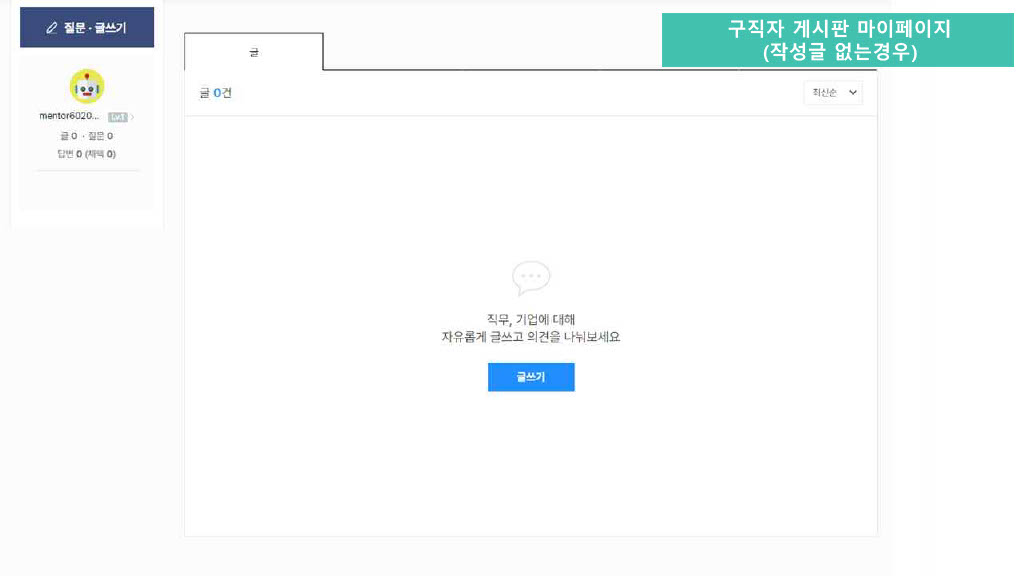 질문 · 글쓰기
구직자 게시판 마이페이지
(작성글 없는경우)
글
글 0건
최신순
mentor6020... Lv.1
글 0 · 질문 0
답변 0 (채택 0)
직무, 기업에 대해
자유롭게 글쓰고 의견을 나눠보세요
글쓰기